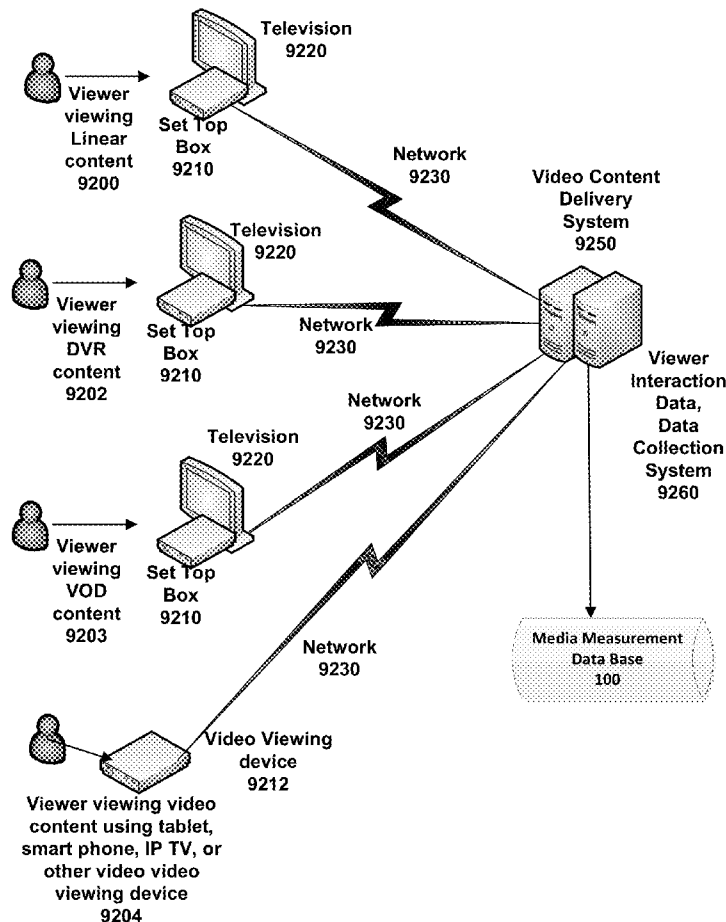 Television
9220
Viewer
viewing
Linear
content
9200
Set Top
Box
9210
Network
9230
Video Content
Delivery
System
9250
Television
9220
Viewer
viewing
DVR
content
9202
Set Top
Box
9210
Network
9230
Viewer
Interaction
Data,
Data
Collection
System
9260
Television
9220
Network
9230
Viewer
viewing
VOD
content
9203
Set Top
Box
9210
Network
9230
Media Measurement
Data Base
100
Video Viewing
device
9212
Viewer viewing video
content using tablet,
smart phone, IP TV, or
other video video
viewing device
9204